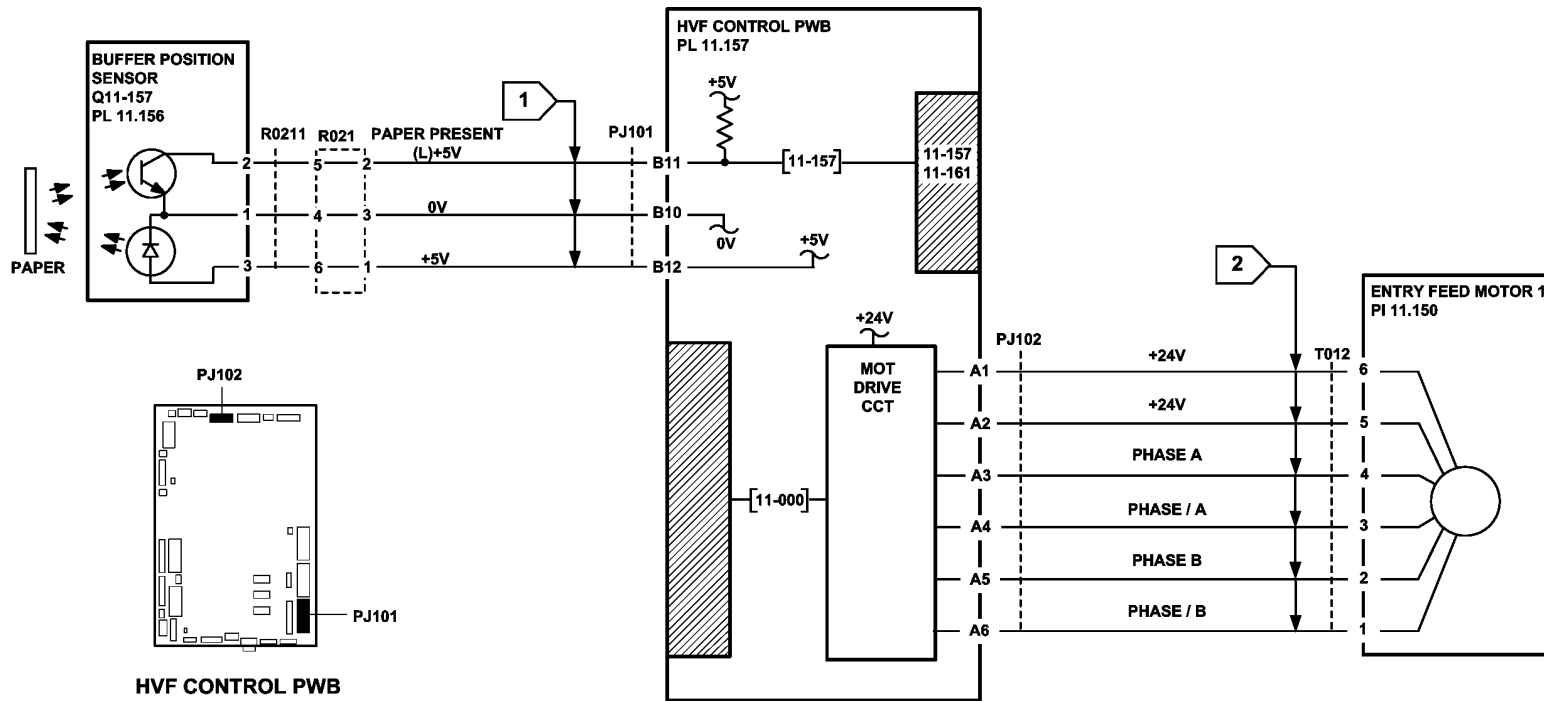 HVF CONTROL PWB
PL 11.157
BUFFER POSITION
SENSOR
Q11-157
PL 11.156
1
+5V
R0211
R021
PAPER PRESENT
PJ101
2
5
2
(L)+5V
B11
[11-157]
11-157
11-161
1
4
3
0V
B10
0V
+5V
3
6
1
+5V
B12
PAPER
2
ENTRY FEED MOTOR 1
PI 11.150
+24V
PJ102
+24V
T012
MOT
DRIVE
CCT
A1
6
+24V
A2
5
PHASE A
A3
4
[11-000]
PHASE / A
A4
3
PHASE B
A5
2
PHASE / B
A6
1
PJ102
PJ101
HVF CONTROL PWB